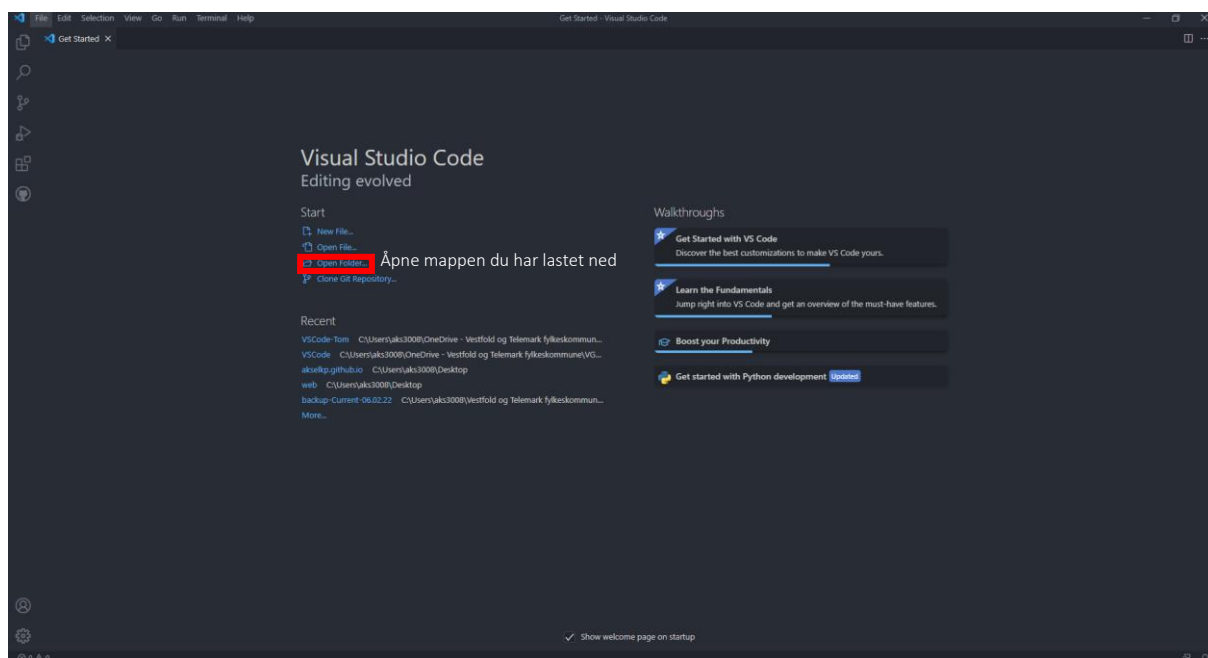 File Edit Selection View Go Run Terminal Help
Get Started - Visual Studio Code
Get Started
Visual Studio Code
Editing evolved
Start
New File...
Open File...
Open Folder...
Åpne mappen du har lastet ned
Clone Git Repository...
Recent
VSCode-Tom C:\Users\aks3008\OneDrive - Vestfold og Telemark fylkeskommun...
VSCode C:\Users\aks3008\OneDrive - Vestfold og Telemark fylkeskommune\VG...
akselkp.github.io C:\Users\aks3008\Desktop
web C:\Users\aks3008\Desktop
backup-Current-06.02.22 C:\Users\aks3008\Vestfold og Telemark fylkeskommun...
More...
Walkthroughs
Get Started with VS Code
Discover the best customizations to make VS Code yours.
Learn the Fundamentals
Jump right into VS Code and get an overview of the must-have features.
Boost your Productivity
Get started with Python development Updated
Show welcome page on startup